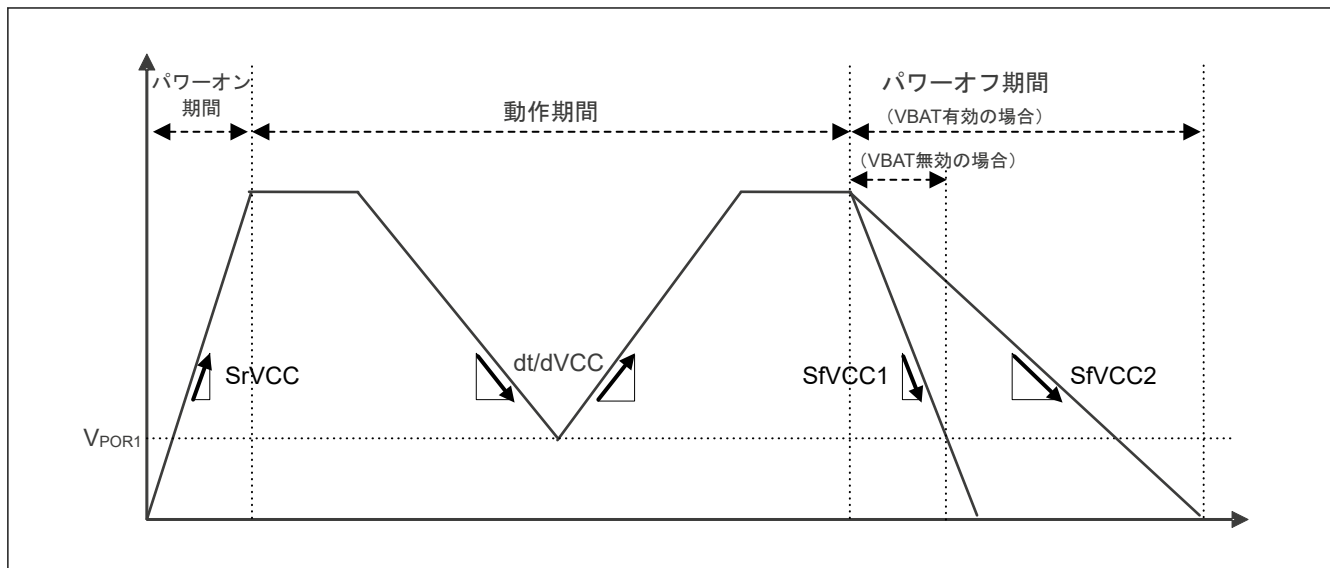 パワーオン
期間
動作期間
パワーオフ期間
（VBAT有効の場合）
（VBAT無効の場合）
SrVCC
dt/dVCC
SfVCC1
SfVCC2
VPOR1